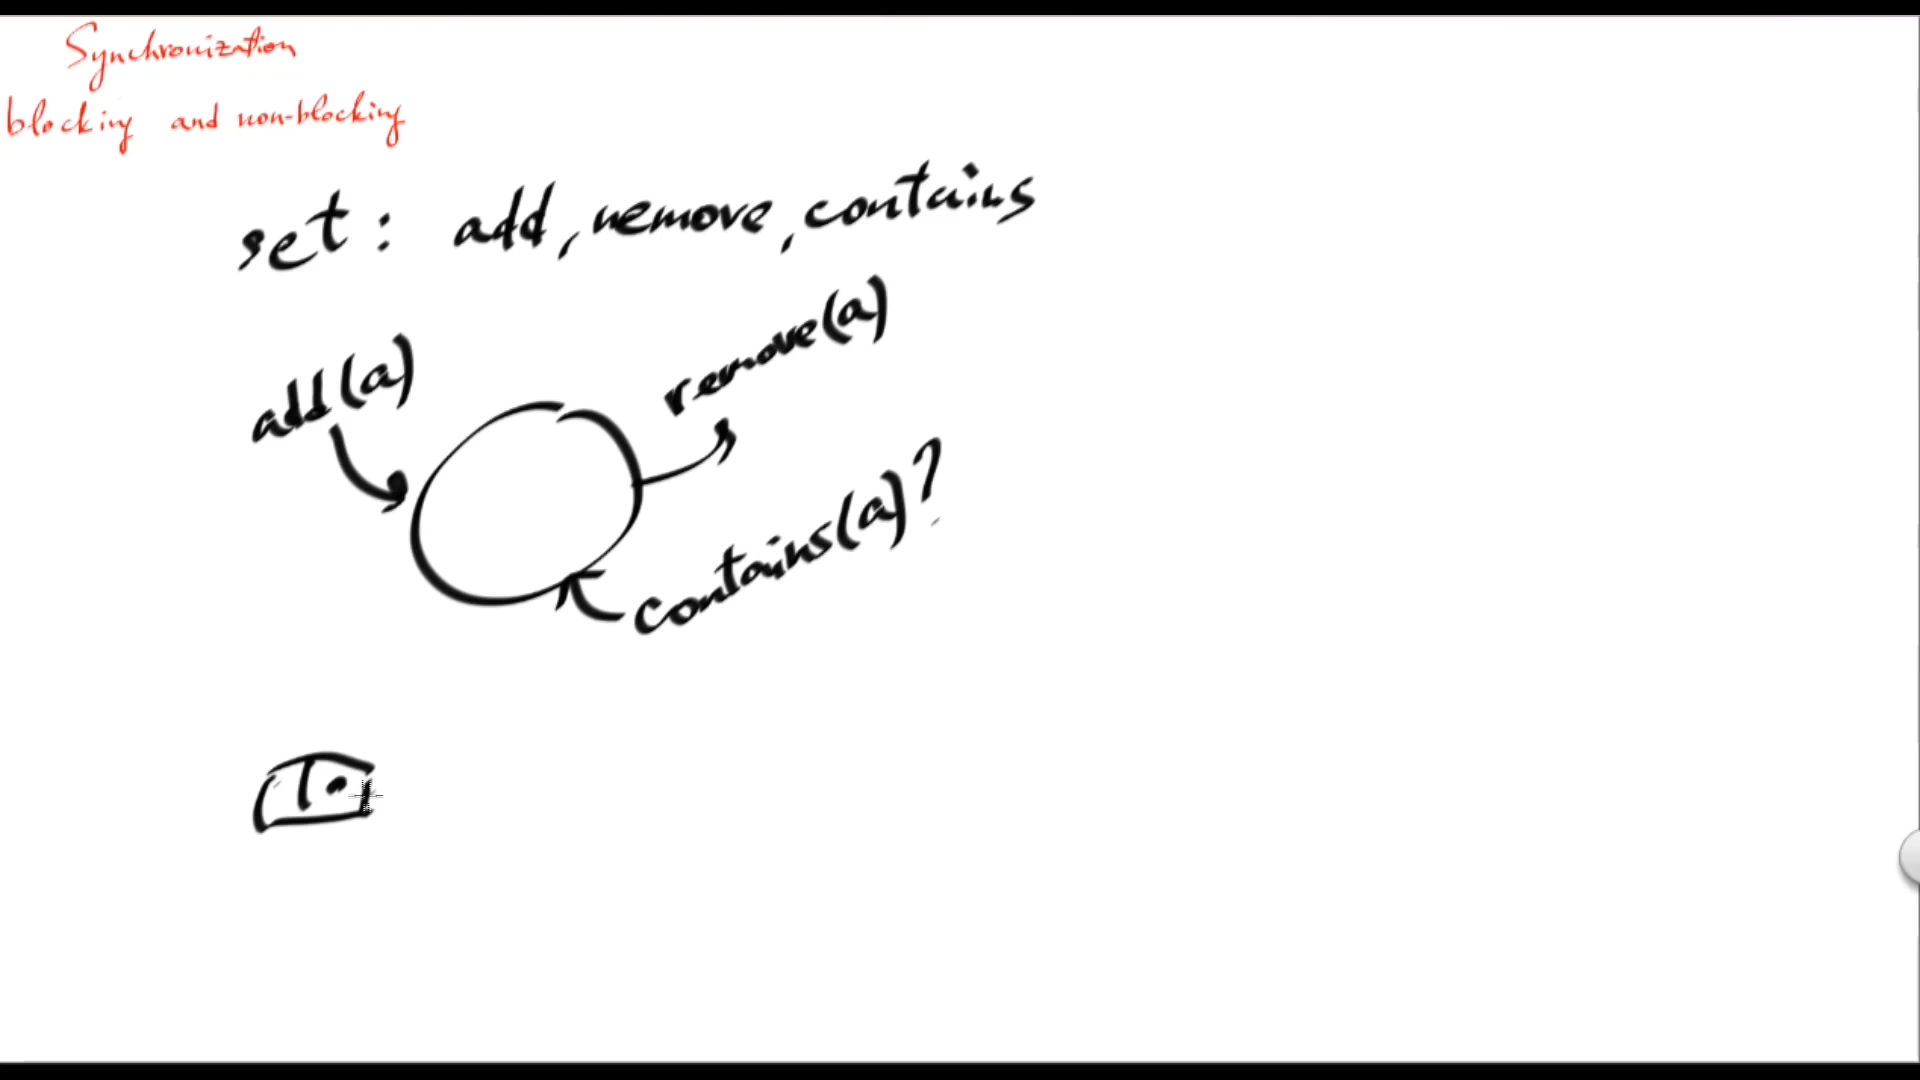 Synchronization
blocking and non-blocking
set: add, remove, contains
add(a)
remove(a)
contains(a)?